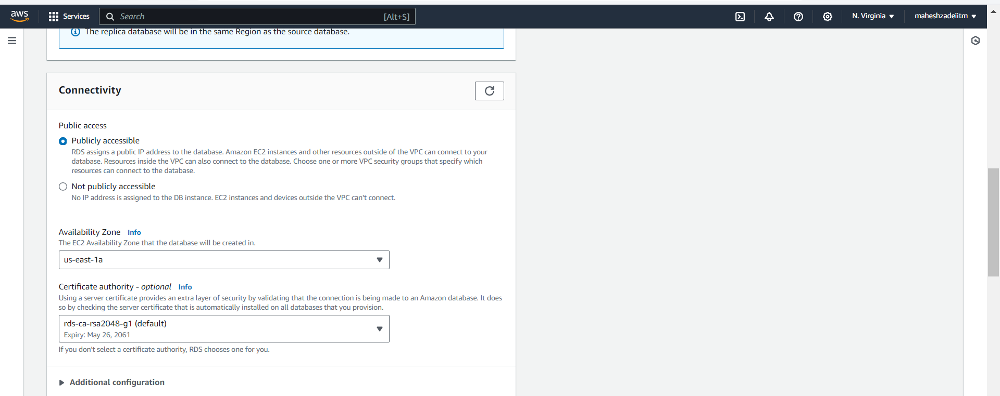 aws Services Search [Alt+S] N. Virginia maheshzadeiitm
The replica database will be in the same Region as the source database.
Connectivity
Public access
Publicly accessible
RDS assigns a public IP address to the database. Amazon EC2 instances and other resources outside of the VPC can connect to your
database. Resources inside the VPC can also connect to the database. Choose one or more VPC security groups that specify which
resources can connect to the database.
Not publicly accessible
No IP address is assigned to the DB instance. EC2 instances and devices outside the VPC can't connect.
Availability Zone Info
The EC2 Availability Zone that the database will be created in.
us-east-1a
Certificate authority - optional Info
Using a server certificate provides an extra layer of security by validating that the connection is being made to an Amazon database. It does
so by checking the server certificate that is automatically installed on all databases that you provision.
rds-ca-rsa2048-g1 (default)
Expiry: May 26, 2061
If you don't select a certificate authority, RDS chooses one for you.
Additional configuration